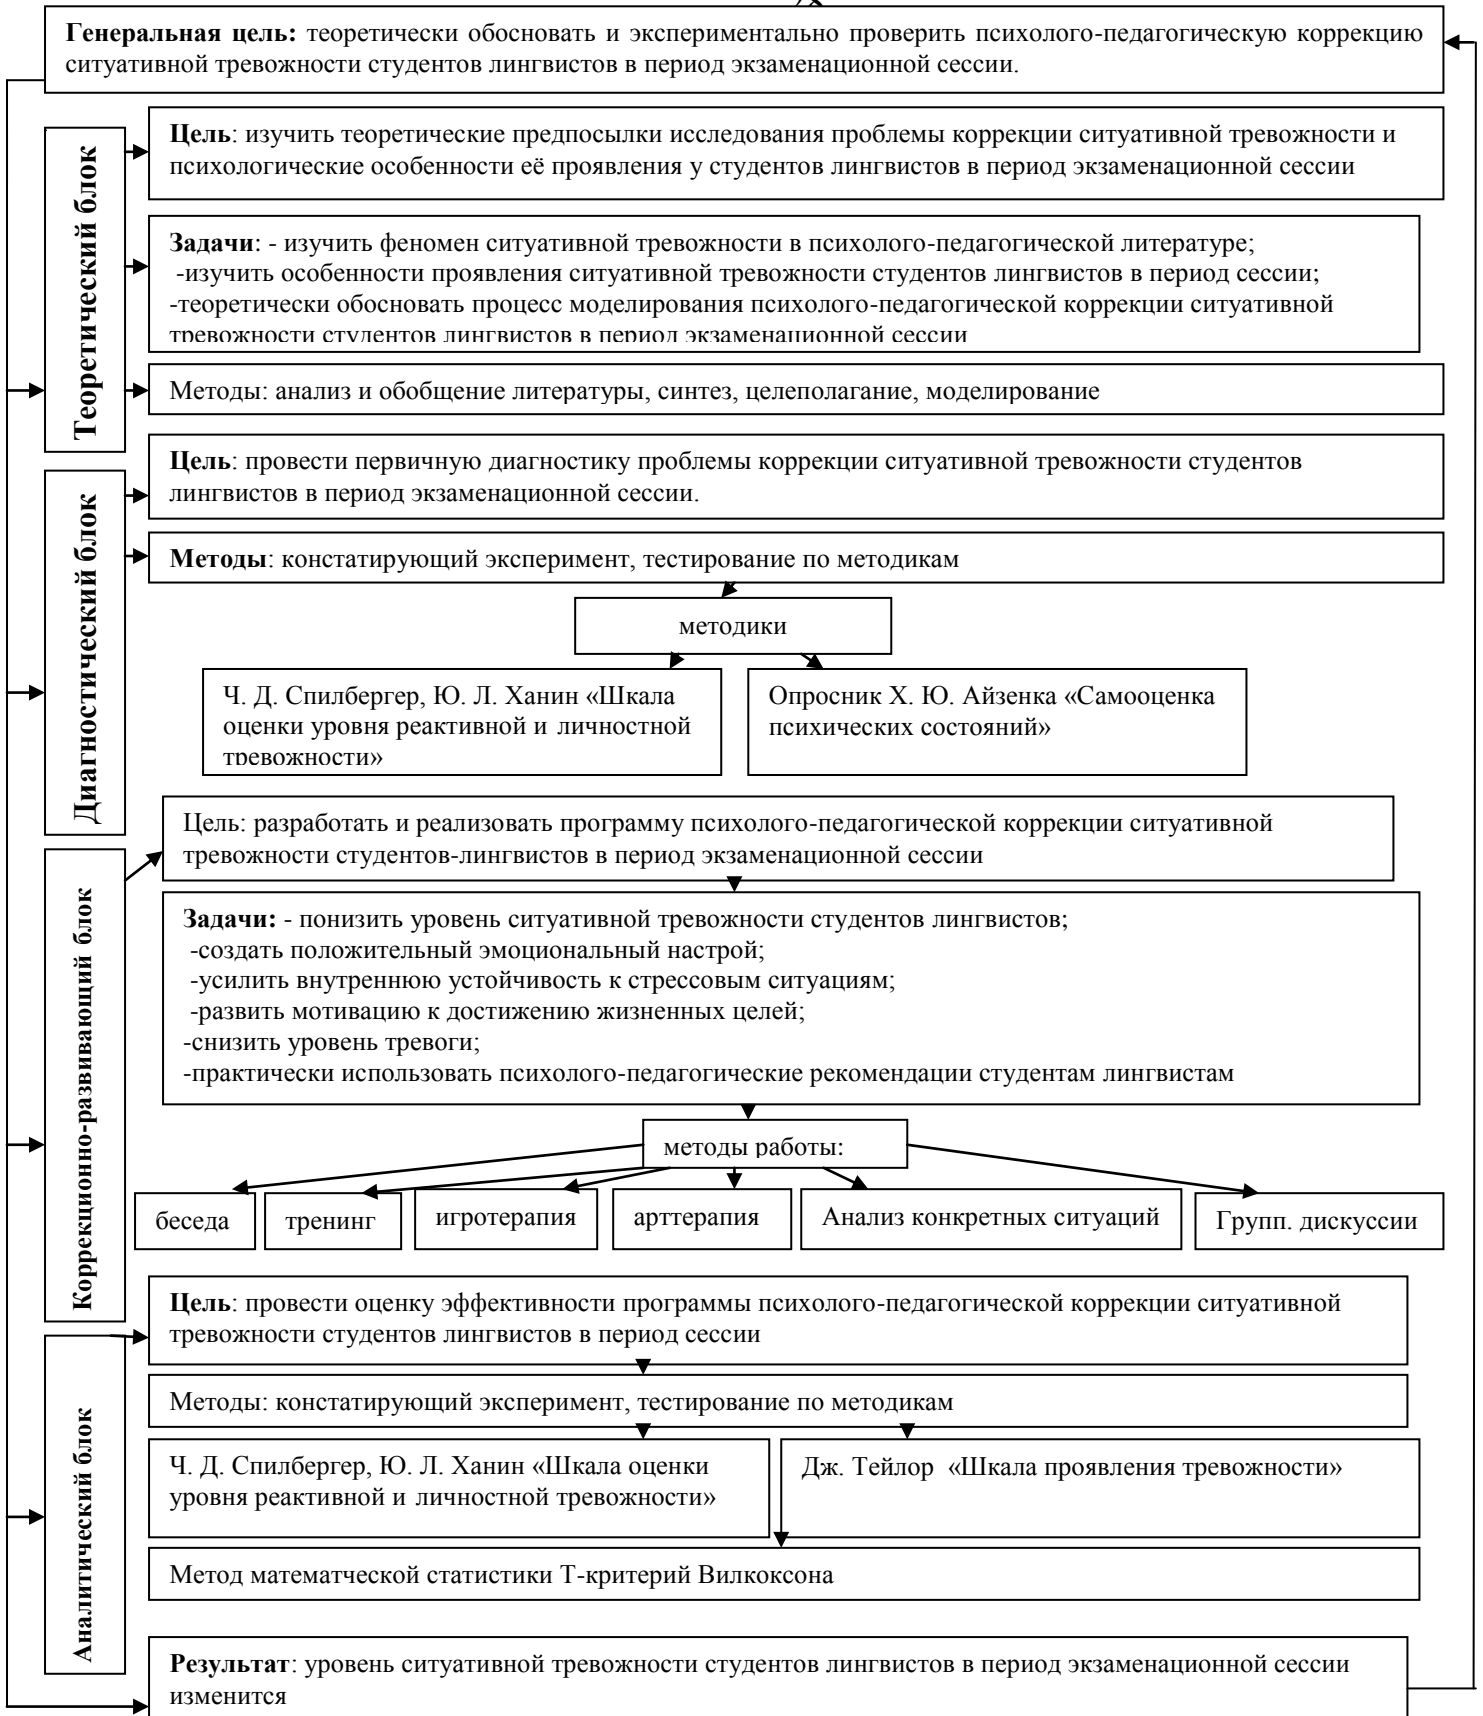 Генеральная цель: теоретически обосновать и экспериментально проверить психолого-педагогическую коррекцию
ситуативной тревожности студентов лингвистов в период экзаменационной сессии.
Теоретический блок
Цель: изучить теоретические предпосылки исследования проблемы коррекции ситуативной тревожности и
психологические особенности её проявления у студентов лингвистов в период экзаменационной сессии
Задачи: - изучить феномен ситуативной тревожности в психолого-педагогической литературе;
-изучить особенности проявления ситуативной тревожности студентов лингвистов в период сессии;
-теоретически обосновать процесс моделирования психолого-педагогической коррекции ситуативной
тревожности студентов лингвистов в период экзаменационной сессии
Методы: анализ и обобщение литературы, синтез, целеполагание, моделирование
Диагностический блок
Цель: провести первичную диагностику проблемы коррекции ситуативной тревожности студентов
лингвистов в период экзаменационной сессии.
Методы: констатирующий эксперимент, тестирование по методикам
методики
Ч. Д. Спилбергер, Ю. Л. Ханин «Шкала
оценки уровня реактивной и личностной
тревожности»
Опросник Х. Ю. Айзенка «Самооценка
психических состояний»
Коррекционно-развивающий блок
Цель: разработать и реализовать программу психолого-педагогической коррекции ситуативной
тревожности студентов-лингвистов в период экзаменационной сессии
Задачи: - понизить уровень ситуативной тревожности студентов лингвистов;
-создать положительный эмоциональный настрой;
-усилить внутреннюю устойчивость к стрессовым ситуациям;
-развить мотивацию к достижению жизненных целей;
-снизить уровень тревоги;
-практически использовать психолого-педагогические рекомендации студентам лингвистам
методы работы:
беседа
тренинг
игротерапия
арттерапия
Анализ конкретных ситуаций
Групп. дискуссии
Аналитический блок
Цель: провести оценку эффективности программы психолого-педагогической коррекции ситуативной
тревожности студентов лингвистов в период сессии
Методы: констатирующий эксперимент, тестирование по методикам
Ч. Д. Спилбергер, Ю. Л. Ханин «Шкала оценки
уровня реактивной и личностной тревожности»
Дж. Тейлор «Шкала проявления тревожности»
Метод математческой статистики Т-критерий Вилкоксона
Результат: уровень ситуативной тревожности студентов лингвистов в период экзаменационной сессии
изменится